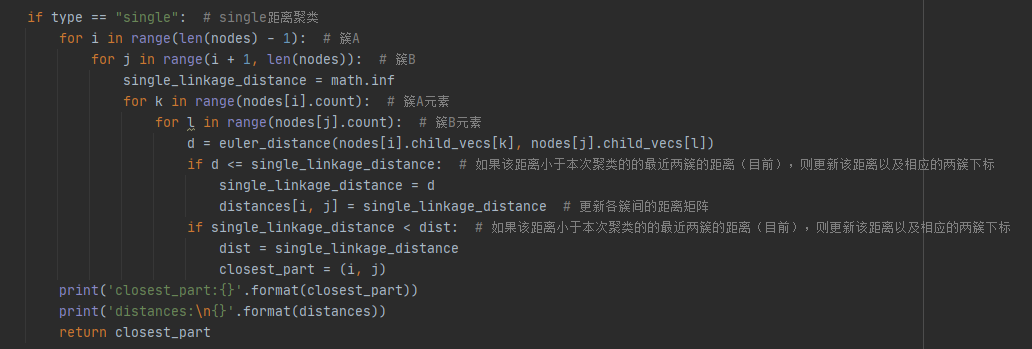 if type == "single":  # single距离聚类
    for i in range(len(nodes) - 1):  # 簇A
        for j in range(i + 1, len(nodes)):  # 簇B
            single_linkage_distance = math.inf
            for k in range(nodes[i].count):  # 簇A元素
                for l in range(nodes[j].count):  # 簇B元素
                    d = euler_distance(nodes[i].child_vecs[k], nodes[j].child_vecs[l])
                    if d <= single_linkage_distance:  # 如果该距离小于本次聚类的的最近两簇的距离（目前），则更新该距离以及相应的两簇下标
                        single_linkage_distance = d
                        distances[i, j] = single_linkage_distance  # 更新各簇间的距离矩阵
                    if single_linkage_distance < dist:  # 如果该距离小于本次聚类的的最近两簇的距离（目前），则更新该距离以及相应的两簇下标
                        dist = single_linkage_distance
                        closest_part = (i, j)
    print('closest_part:{}'.format(closest_part))
    print('distances:\n{}'.format(distances))
    return closest_part